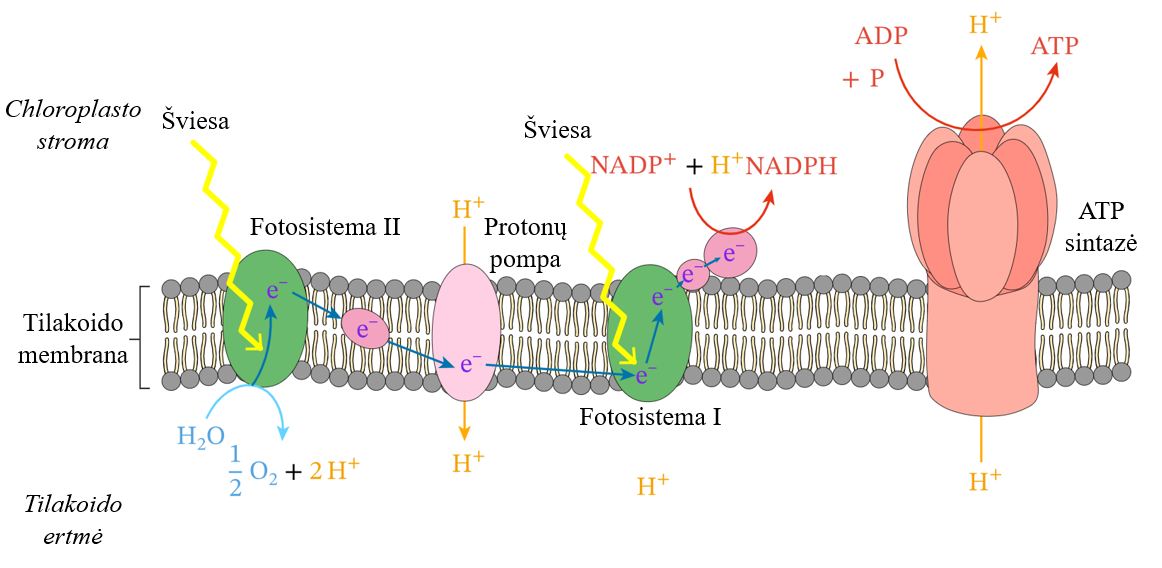 H⁺
ADP
+ P
ATP
Chloroplasto
stroma
Šviesa
Šviesa
NADP⁺ + H⁺
NADPH
Fotosistema II
H⁺
Protonų
pompa
ATP
sintazė
e⁻
e⁻
e⁻
e⁻
e⁻
e⁻
e⁻
Tilakoido
membrana
Fotosistema I
H₂O
1/2 O₂ + 2 H⁺
H⁺
H⁺
H⁺
Tilakoido
ertmė